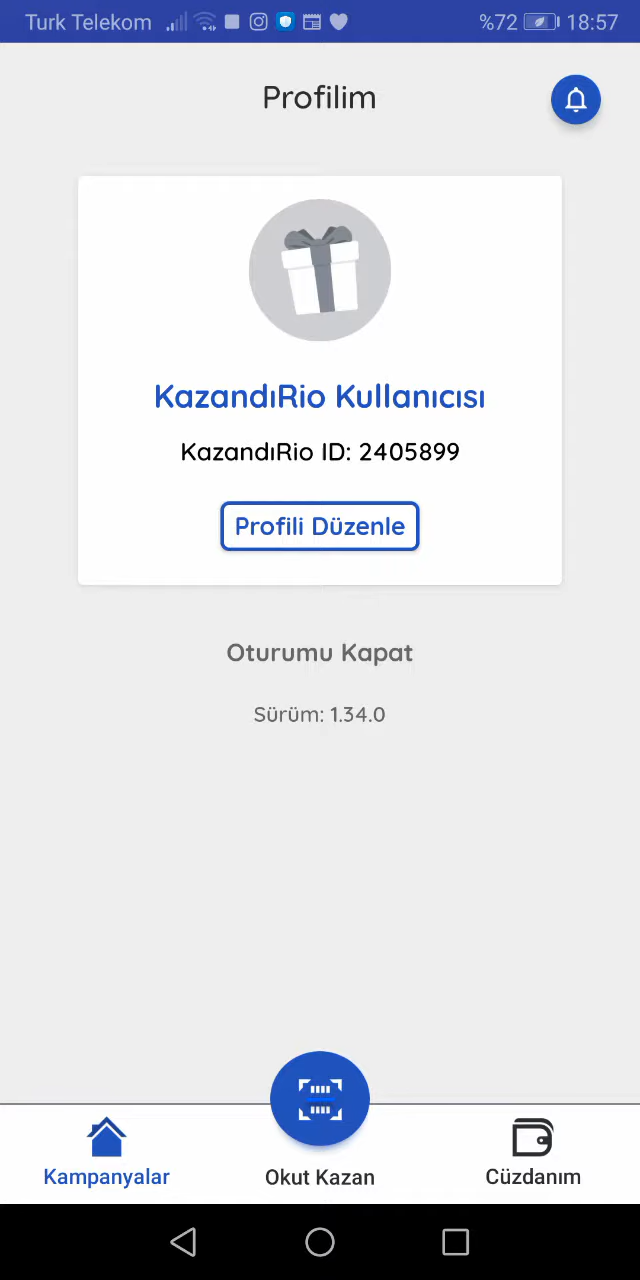 Turk Telekom %72 18:57
Profilim
KazandıRio Kullanıcısı
KazandıRio ID: 2405899
Profili Düzenle
Oturumu Kapat
Sürüm: 1.34.0
Kampanyalar Okut Kazan Cüzdanım